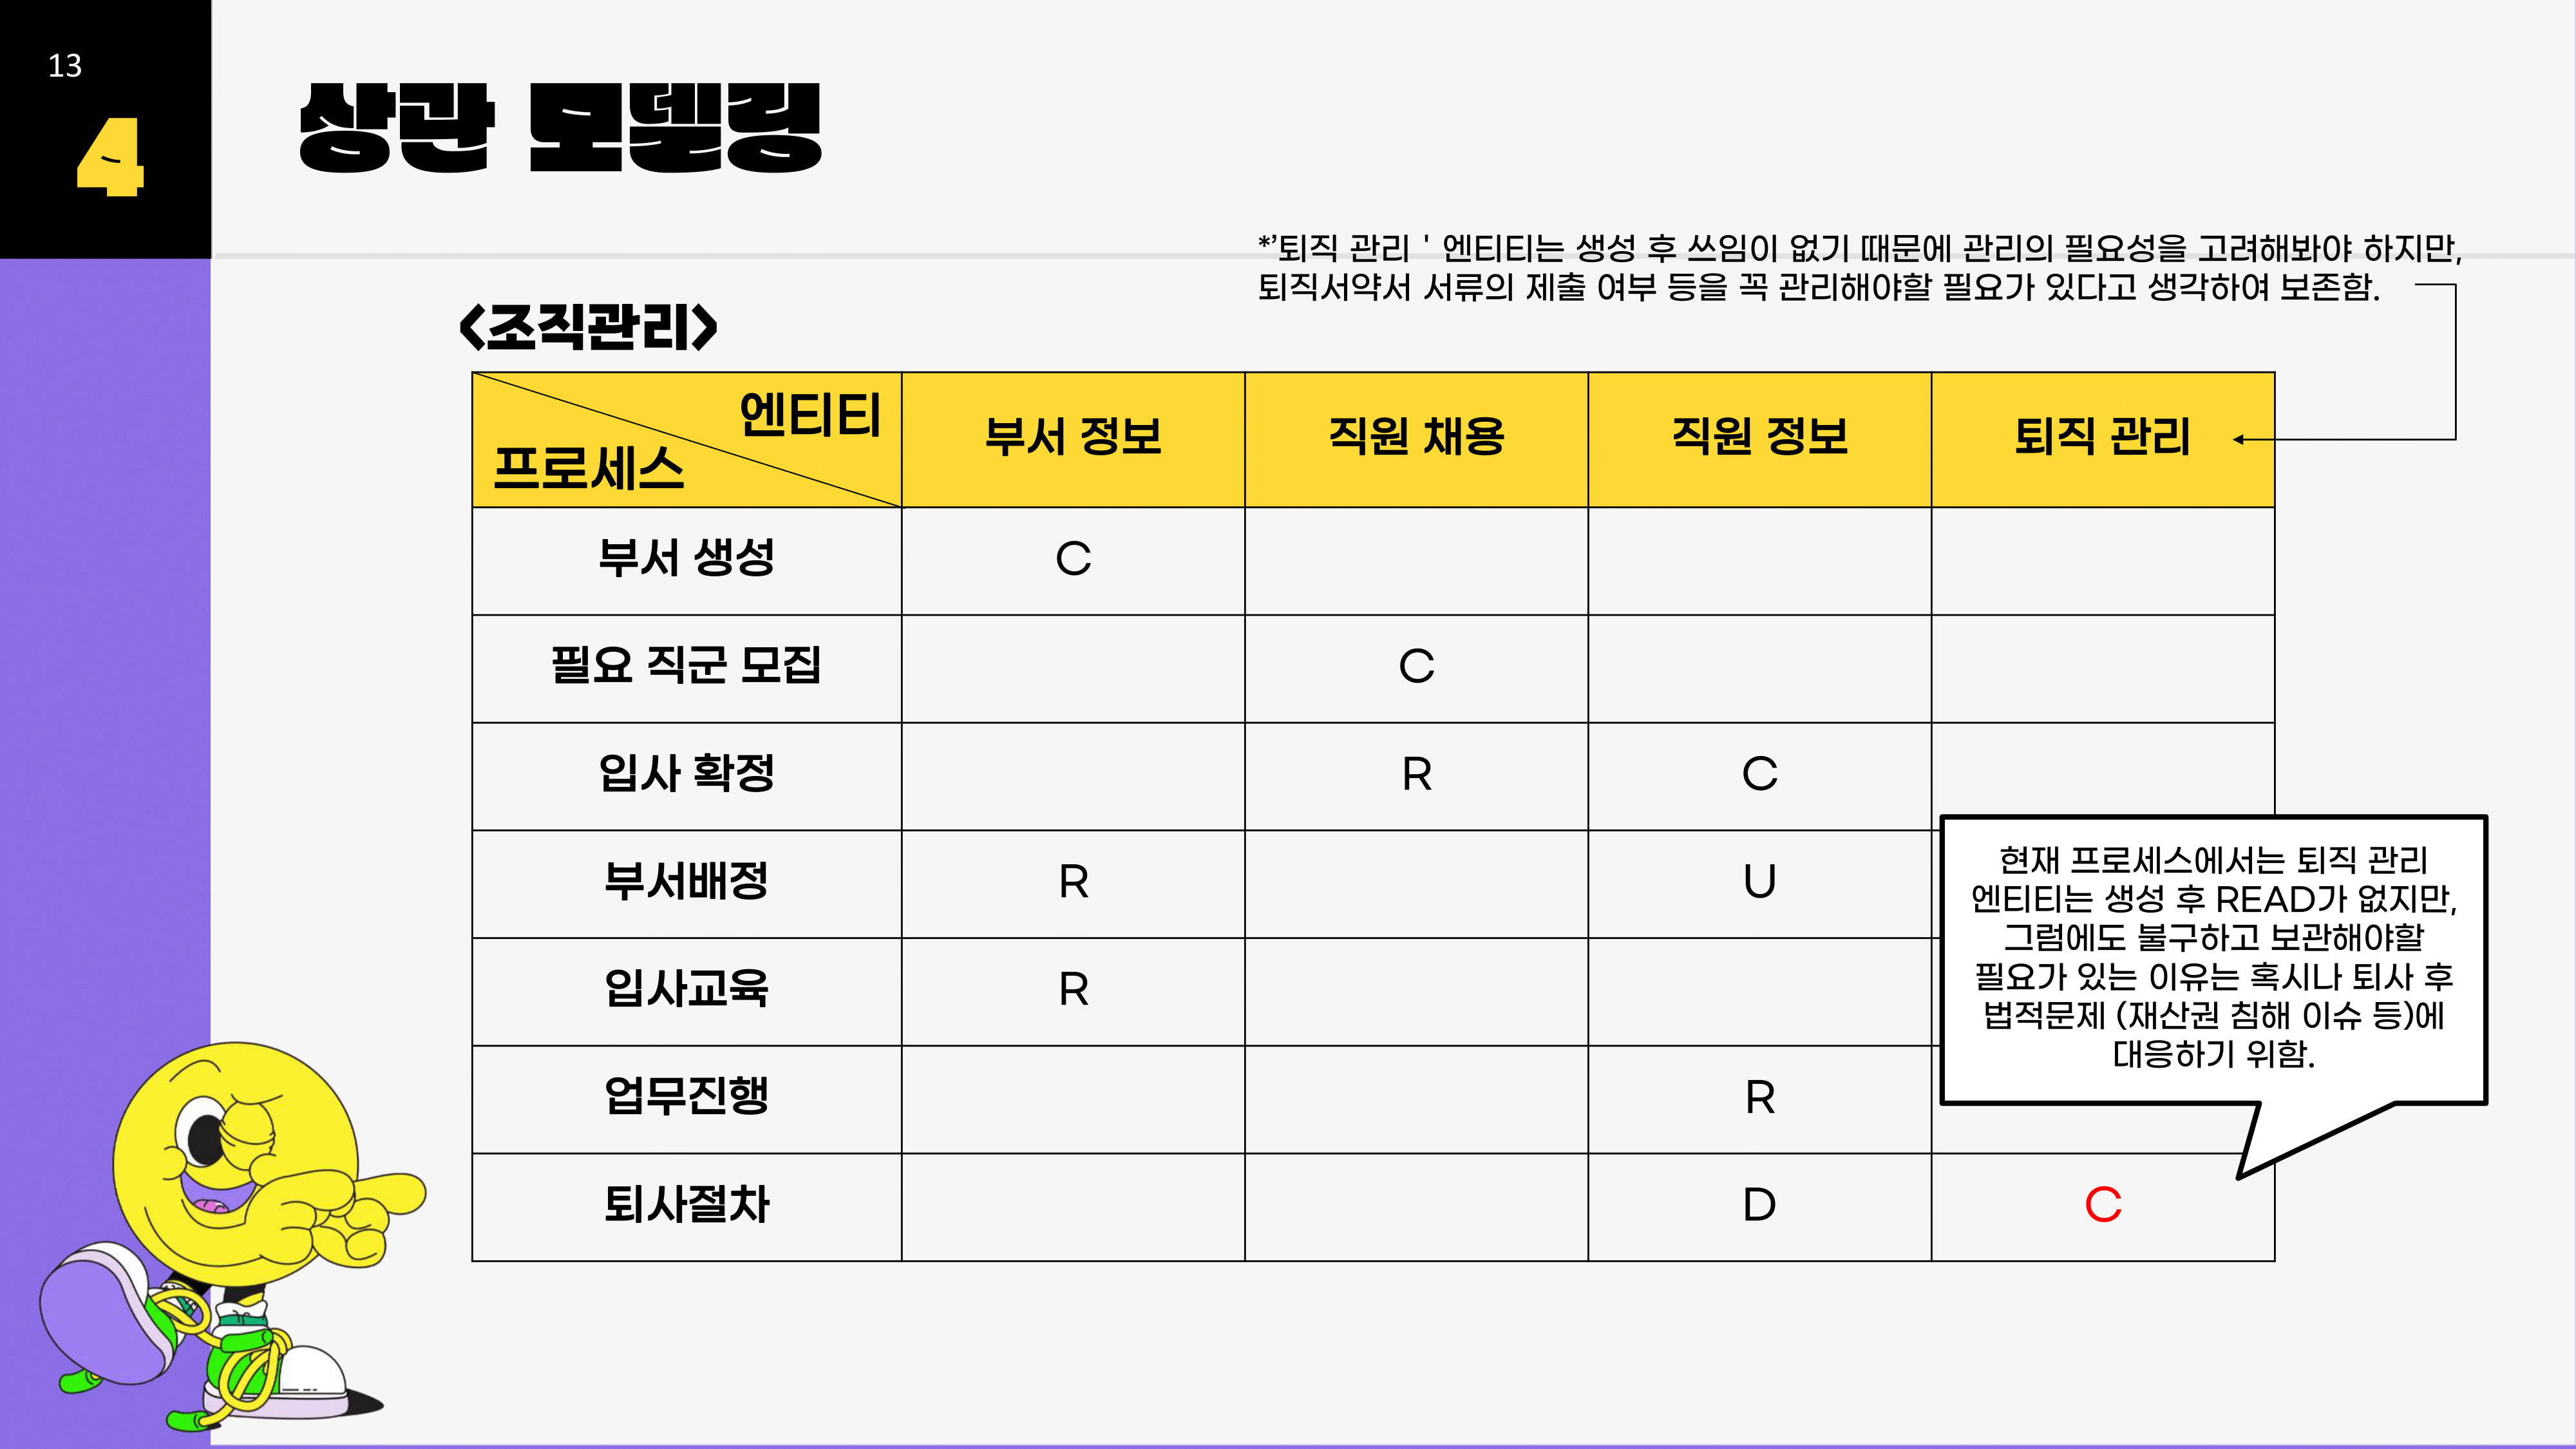 13
4
상관 모델링
*’퇴직 관리 ' 엔티티는 생성 후 쓰임이 없기 때문에 관리의 필요성을 고려해봐야 하지만,
퇴직서약서 서류의 제출 여부 등을 꼭 관리해야할 필요가 있다고 생각하여 보존함.
<조직관리>
엔티티
프로세스
부서 정보
직원 채용
직원 정보
퇴직 관리
부서 생성
C
필요 직군 모집
C
입사 확정
R
C
부서배정
R
U
입사교육
R
업무진행
R
퇴사절차
D
C
현재 프로세스에서는 퇴직 관리
엔티티는 생성 후 READ가 없지만,
그럼에도 불구하고 보관해야할
필요가 있는 이유는 혹시나 퇴사 후
법적문제 (재산권 침해 이슈 등)에
대응하기 위함.